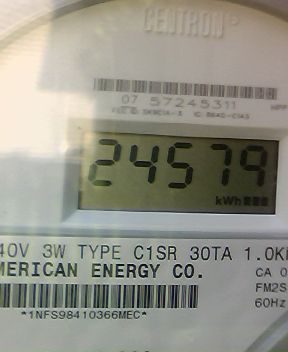 CENTRON
07 57245311
24579
kWh
40V 3W TYPE C1SR 30TA 1.0K
MERICAN ENERGY CO.
CA 0
FM2S
60Hz
*1NFS98410366MEC*